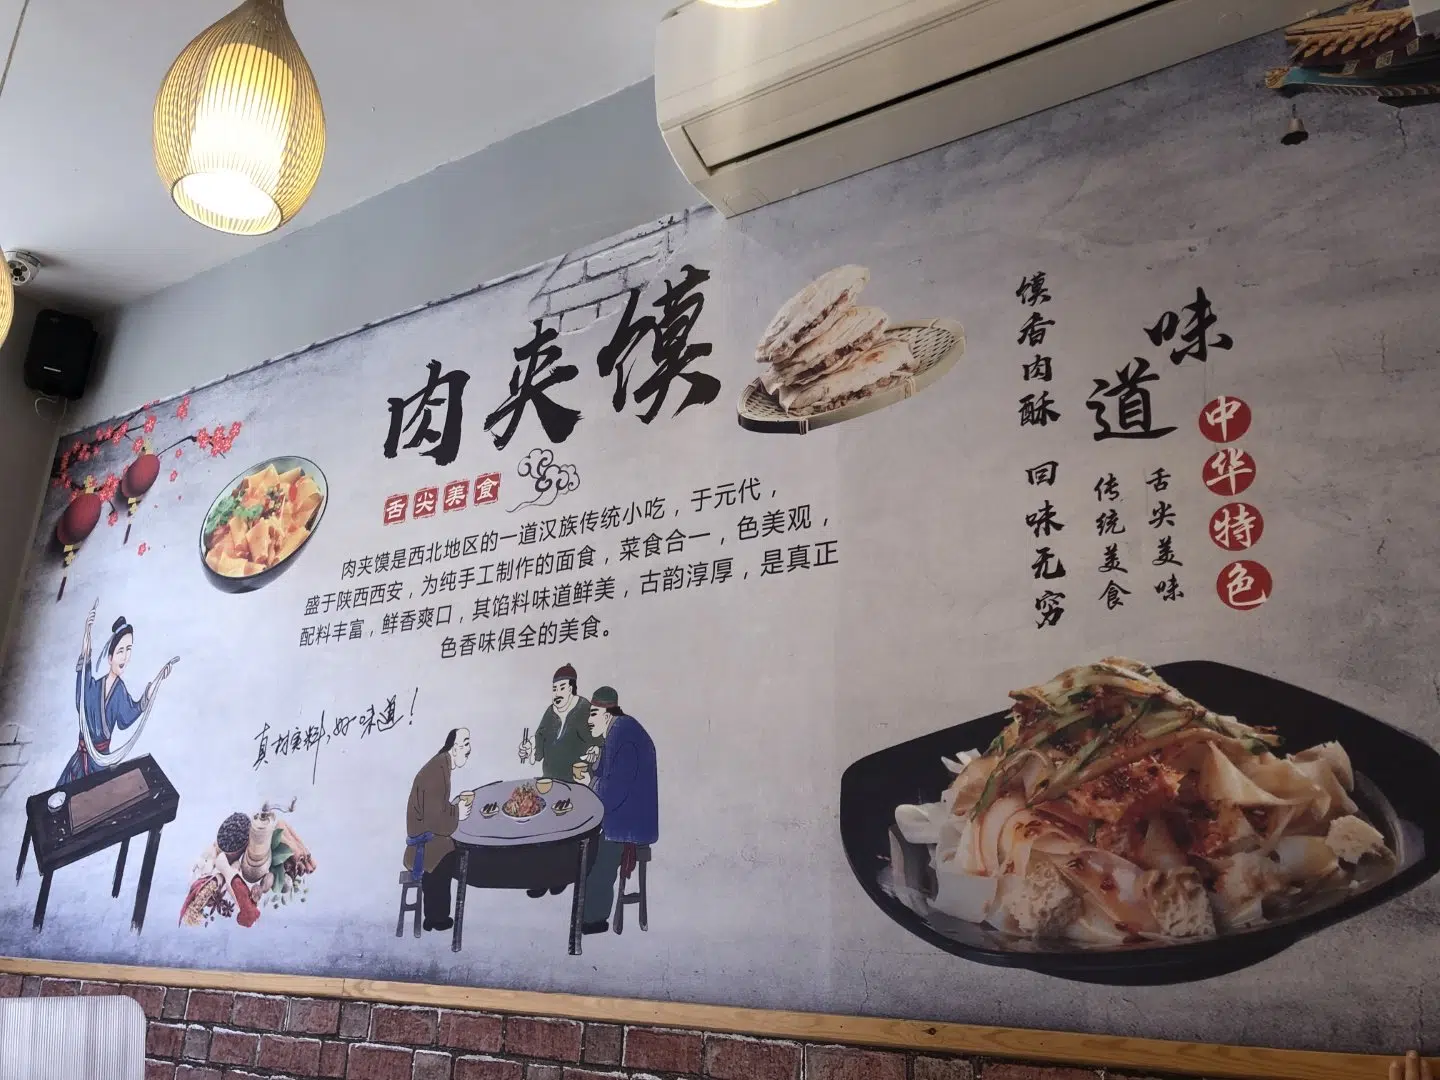 肉夹馍
舌尖美食
肉夹馍是西北地区的一道汉族传统小吃，于元代，
盛于陕西西安，为纯手工制作的面食，菜食合一，色美观，
配料丰富，鲜香爽口，其馅料味道鲜美，古韵淳厚，是真正
色香味俱全的美食。
真材实料,好味道！
馍香肉酥 回味无穷
味道
中华特色
舌尖美味
传统美食